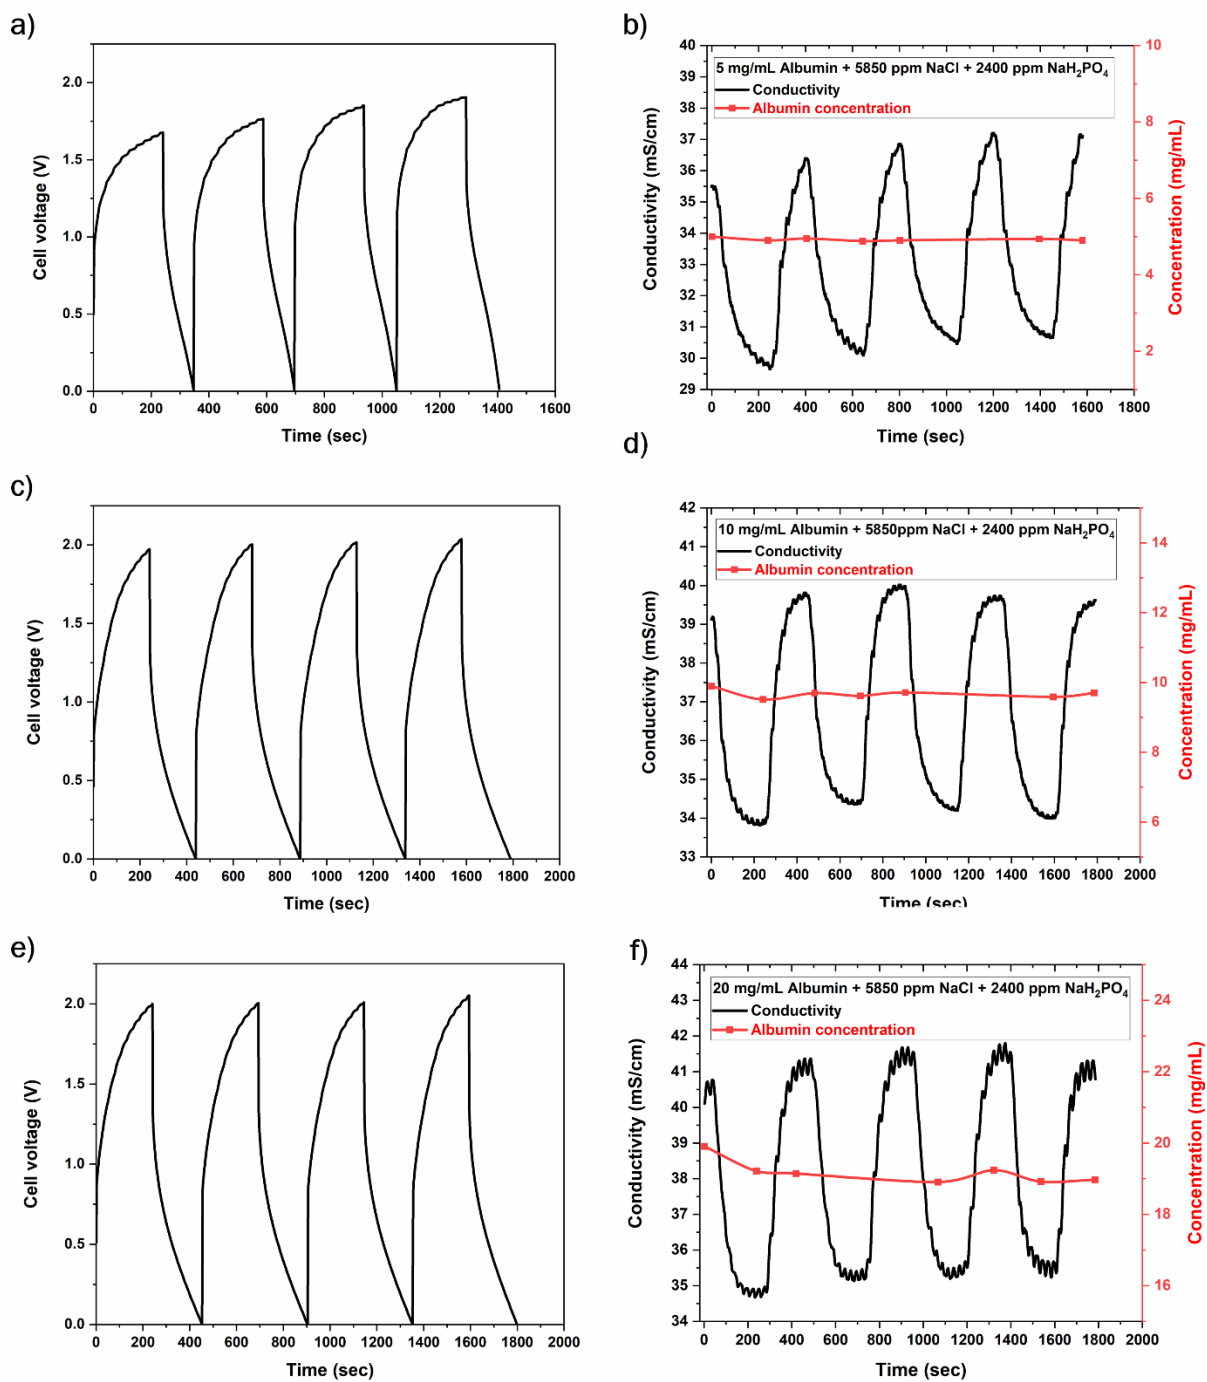 a)
Cell voltage (V)
2.0
1.5
1.0
0.5
0.0
0 200 400 600 800 1000 1200 1400 1600
Time (sec)
b)
Conductivity (mS/cm)
40
39
38
37
36
35
34
33
32
31
30
29
5 mg/mL Albumin + 5850 ppm NaCl + 2400 ppm NaH₂PO₄
Conductivity
Albumin concentration
10
8
6
4
2
Concentration (mg/mL)
0 200 400 600 800 1000 1200 1400 1600 1800
Time (sec)
c)
Cell voltage (V)
2.0
1.5
1.0
0.5
0.0
0 200 400 600 800 1000 1200 1400 1600 1800 2000
Time (sec)
d)
Conductivity (mS/cm)
42
41
40
39
38
37
36
35
34
33
10 mg/mL Albumin + 5850ppm NaCl + 2400 ppm NaH₂PO₄
Conductivity
Albumin concentration
14
12
10
8
6
Concentration (mg/mL)
0 200 400 600 800 1000 1200 1400 1600 1800 2000
Time (sec)
e)
Cell voltage (V)
2.0
1.5
1.0
0.5
0.0
0 200 400 600 800 1000 1200 1400 1600 1800 2000
Time (sec)
f)
Conductivity (mS/cm)
44
43
42
41
40
39
38
37
36
35
34
20 mg/mL Albumin + 5850 ppm NaCl + 2400 ppm NaH₂PO₄
Conductivity
Albumin concentration
24
22
20
18
16
Concentration (mg/mL)
0 200 400 600 800 1000 1200 1400 1600 1800 2000
Time (sec)